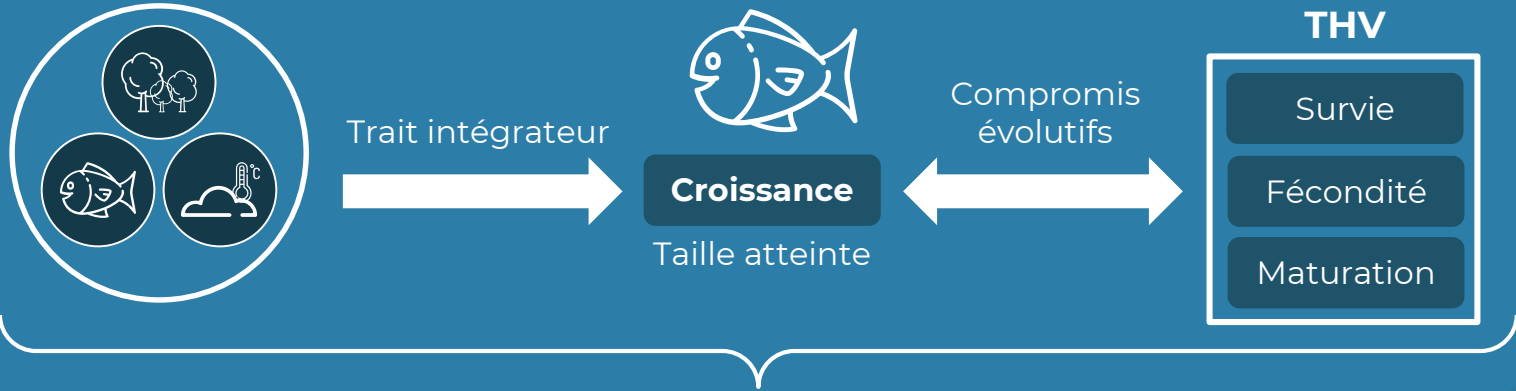 THV
Trait intégrateur
Compromis
évolutifs
Croissance
Taille atteinte
Survie
Fécondité
Maturation
°C